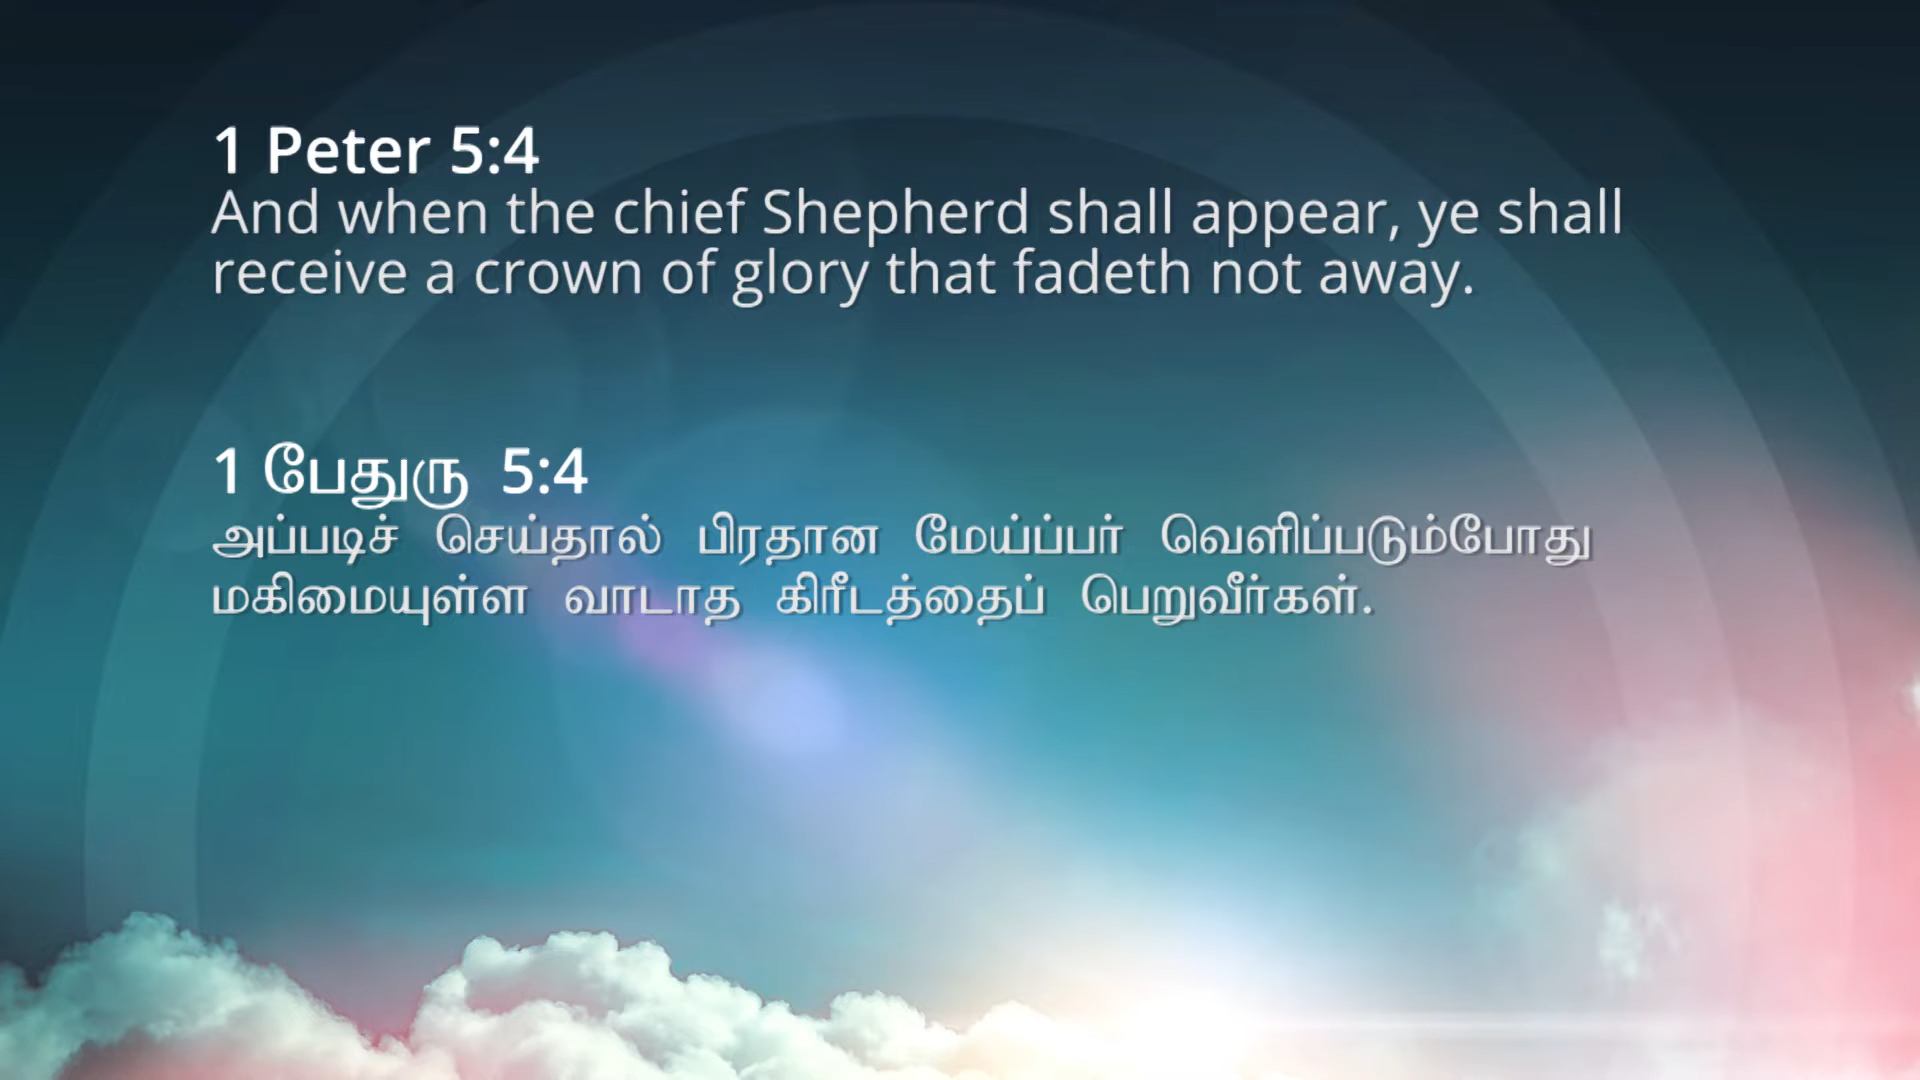 1 Peter 5:4
And when the chief Shepherd shall appear, ye shall
receive a crown of glory that fadeth not away.
1 பேதுரு 5:4
அப்படிச் செய்தால் பிரதான மேய்ப்பர் வெளிப்படும்போது
மகிமையுள்ள வாடாத கிரீடத்தைப் பெறுவீர்கள்.